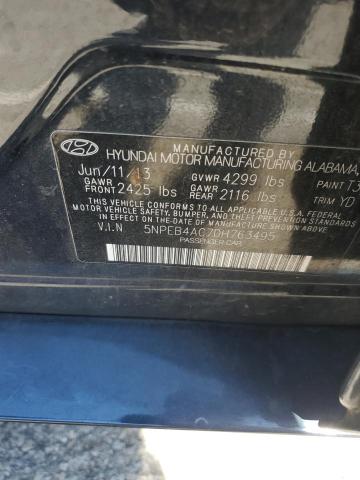 MANUFACTURED BY
HYUNDAI MOTOR MANUFACTURING ALABAMA,
Jun/11/13 GVWR 4299 lbs PAINT
GAWR FRONT 2425 lbs GAWR REAR 2116 lbs TRIM YD
THIS VEHICLE CONFORMS TO ALL APPLICABLE U.S.A. FEDERAL
MOTOR VEHICLE SAFETY, BUMPER, AND THEFT PREVENTION STANDARDS
IN EFFECT ON THE DATE OF MANUFACTURE SHOWN ABOVE.
V.I.N 5NPEB4AC7DH763495
PASSENGER CAR